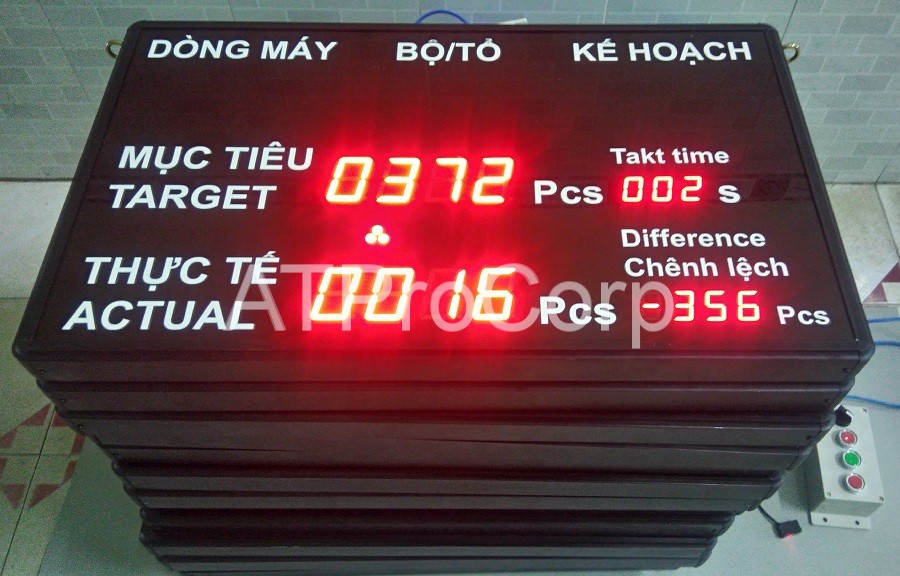 DÒNG MÁY BỘ/TỔ KẾ HOẠCH
MỤC TIÊU
TARGET
0372 Pcs
Takt time
002 s
THỰC TẾ
ACTUAL
0016 Pcs
Difference
Chênh lệch
-356 Pcs
ATProCorp